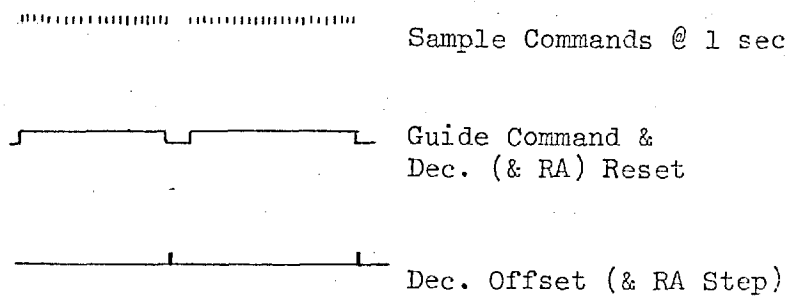 Sample Commands @ 1 sec
Guide Command &
Dec. (& RA) Reset
Dec. Offset (& RA Step)